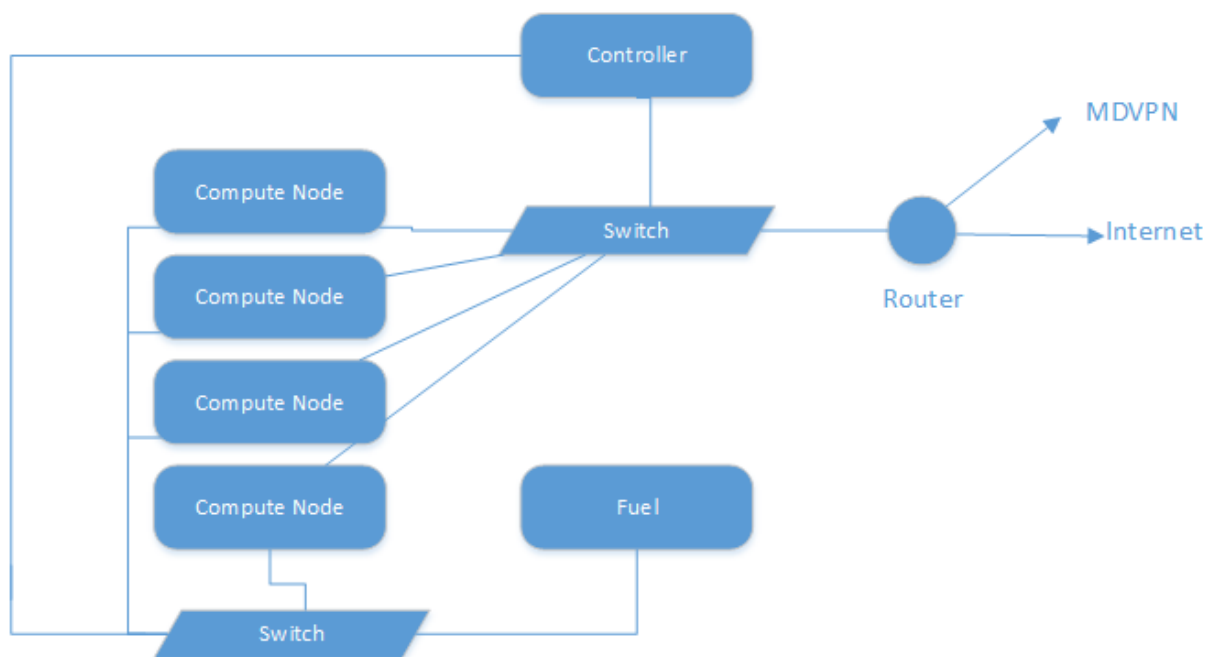 Controller
MDVPN
Compute Node
Switch
Internet
Compute Node
Router
Compute Node
Compute Node
Fuel
Switch